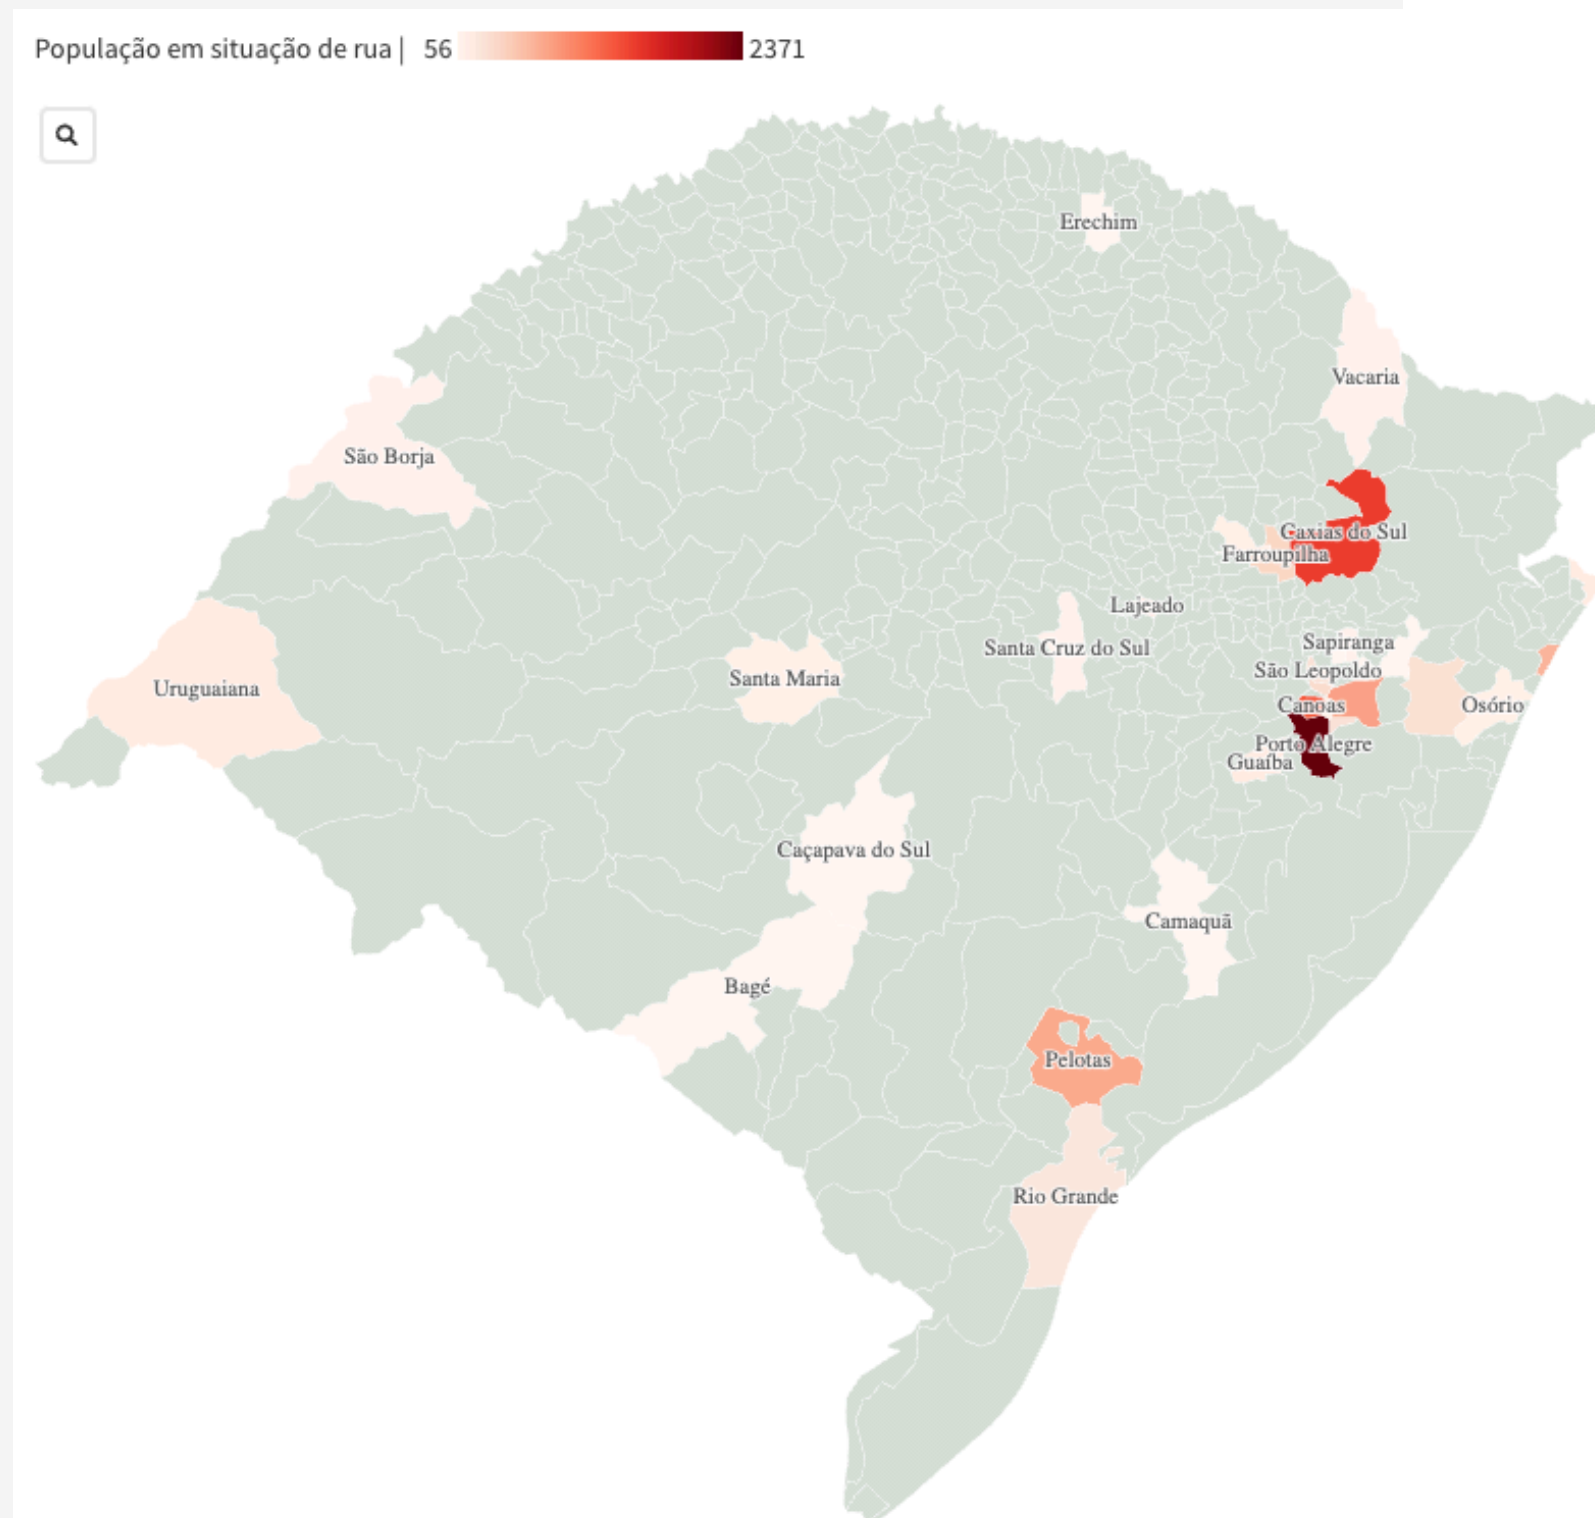 População em situação de rua | 56 2371
Erechim
Vacaria
São Borja
Caxias do Sul
Farroupilha
Lajeado
Sapiranga
Santa Cruz do Sul
São Leopoldo
Santa Maria
Uruguaiana
Canoas
Osório
Porto Alegre
Guaíba
Caçapava do Sul
Camaquã
Bagé
Pelotas
Rio Grande